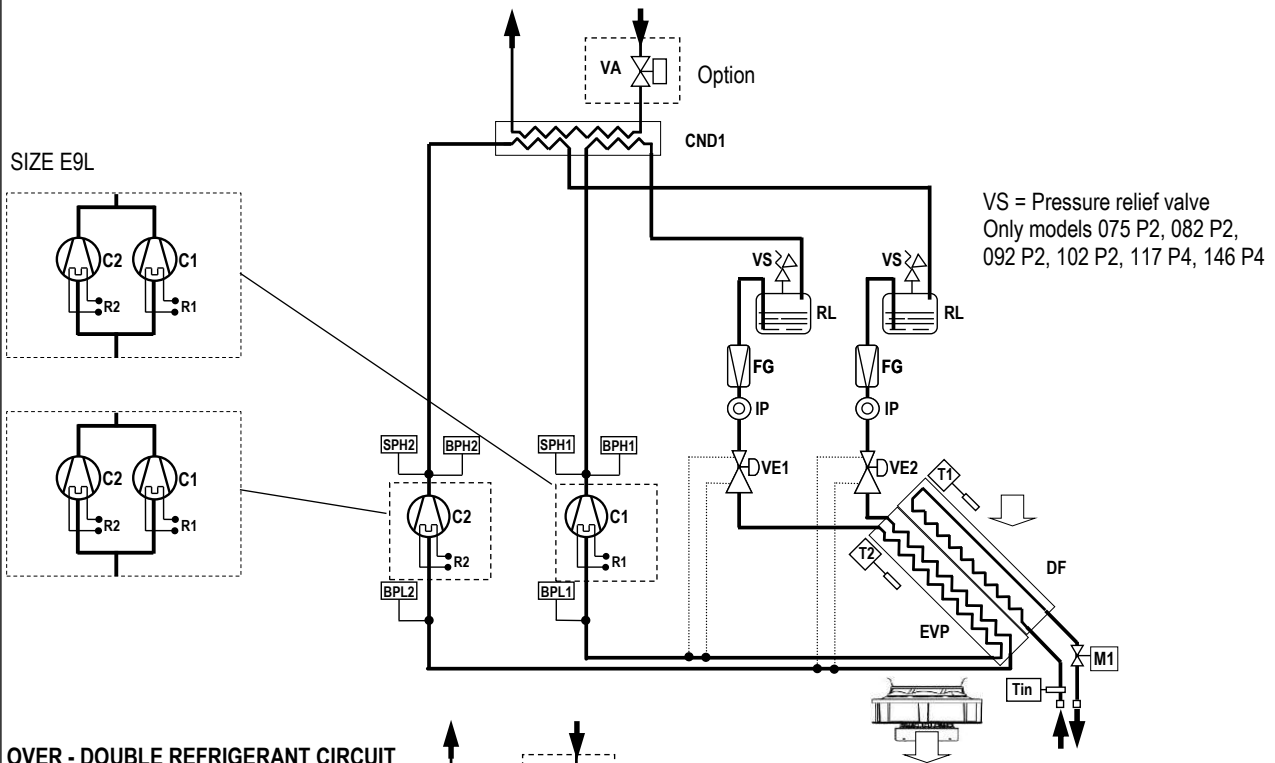 VA
Option
CND1
SIZE E9L
C2
C1
R2
R1
VS = Pressure relief valve
Only models 075 P2, 082 P2,
092 P2, 102 P2, 117 P4, 146 P4
VS
VS
RL
RL
FG
FG
IP
IP
SPH2
BPH2
SPH1
BPH1
VE1
VE2
T1
C2
C1
R2
R1
C2
R2
C1
R1
T2
DF
BPL2
BPL1
EVP
M1
Tin
OVER - DOUBLE REFRIGERANT CIRCUIT